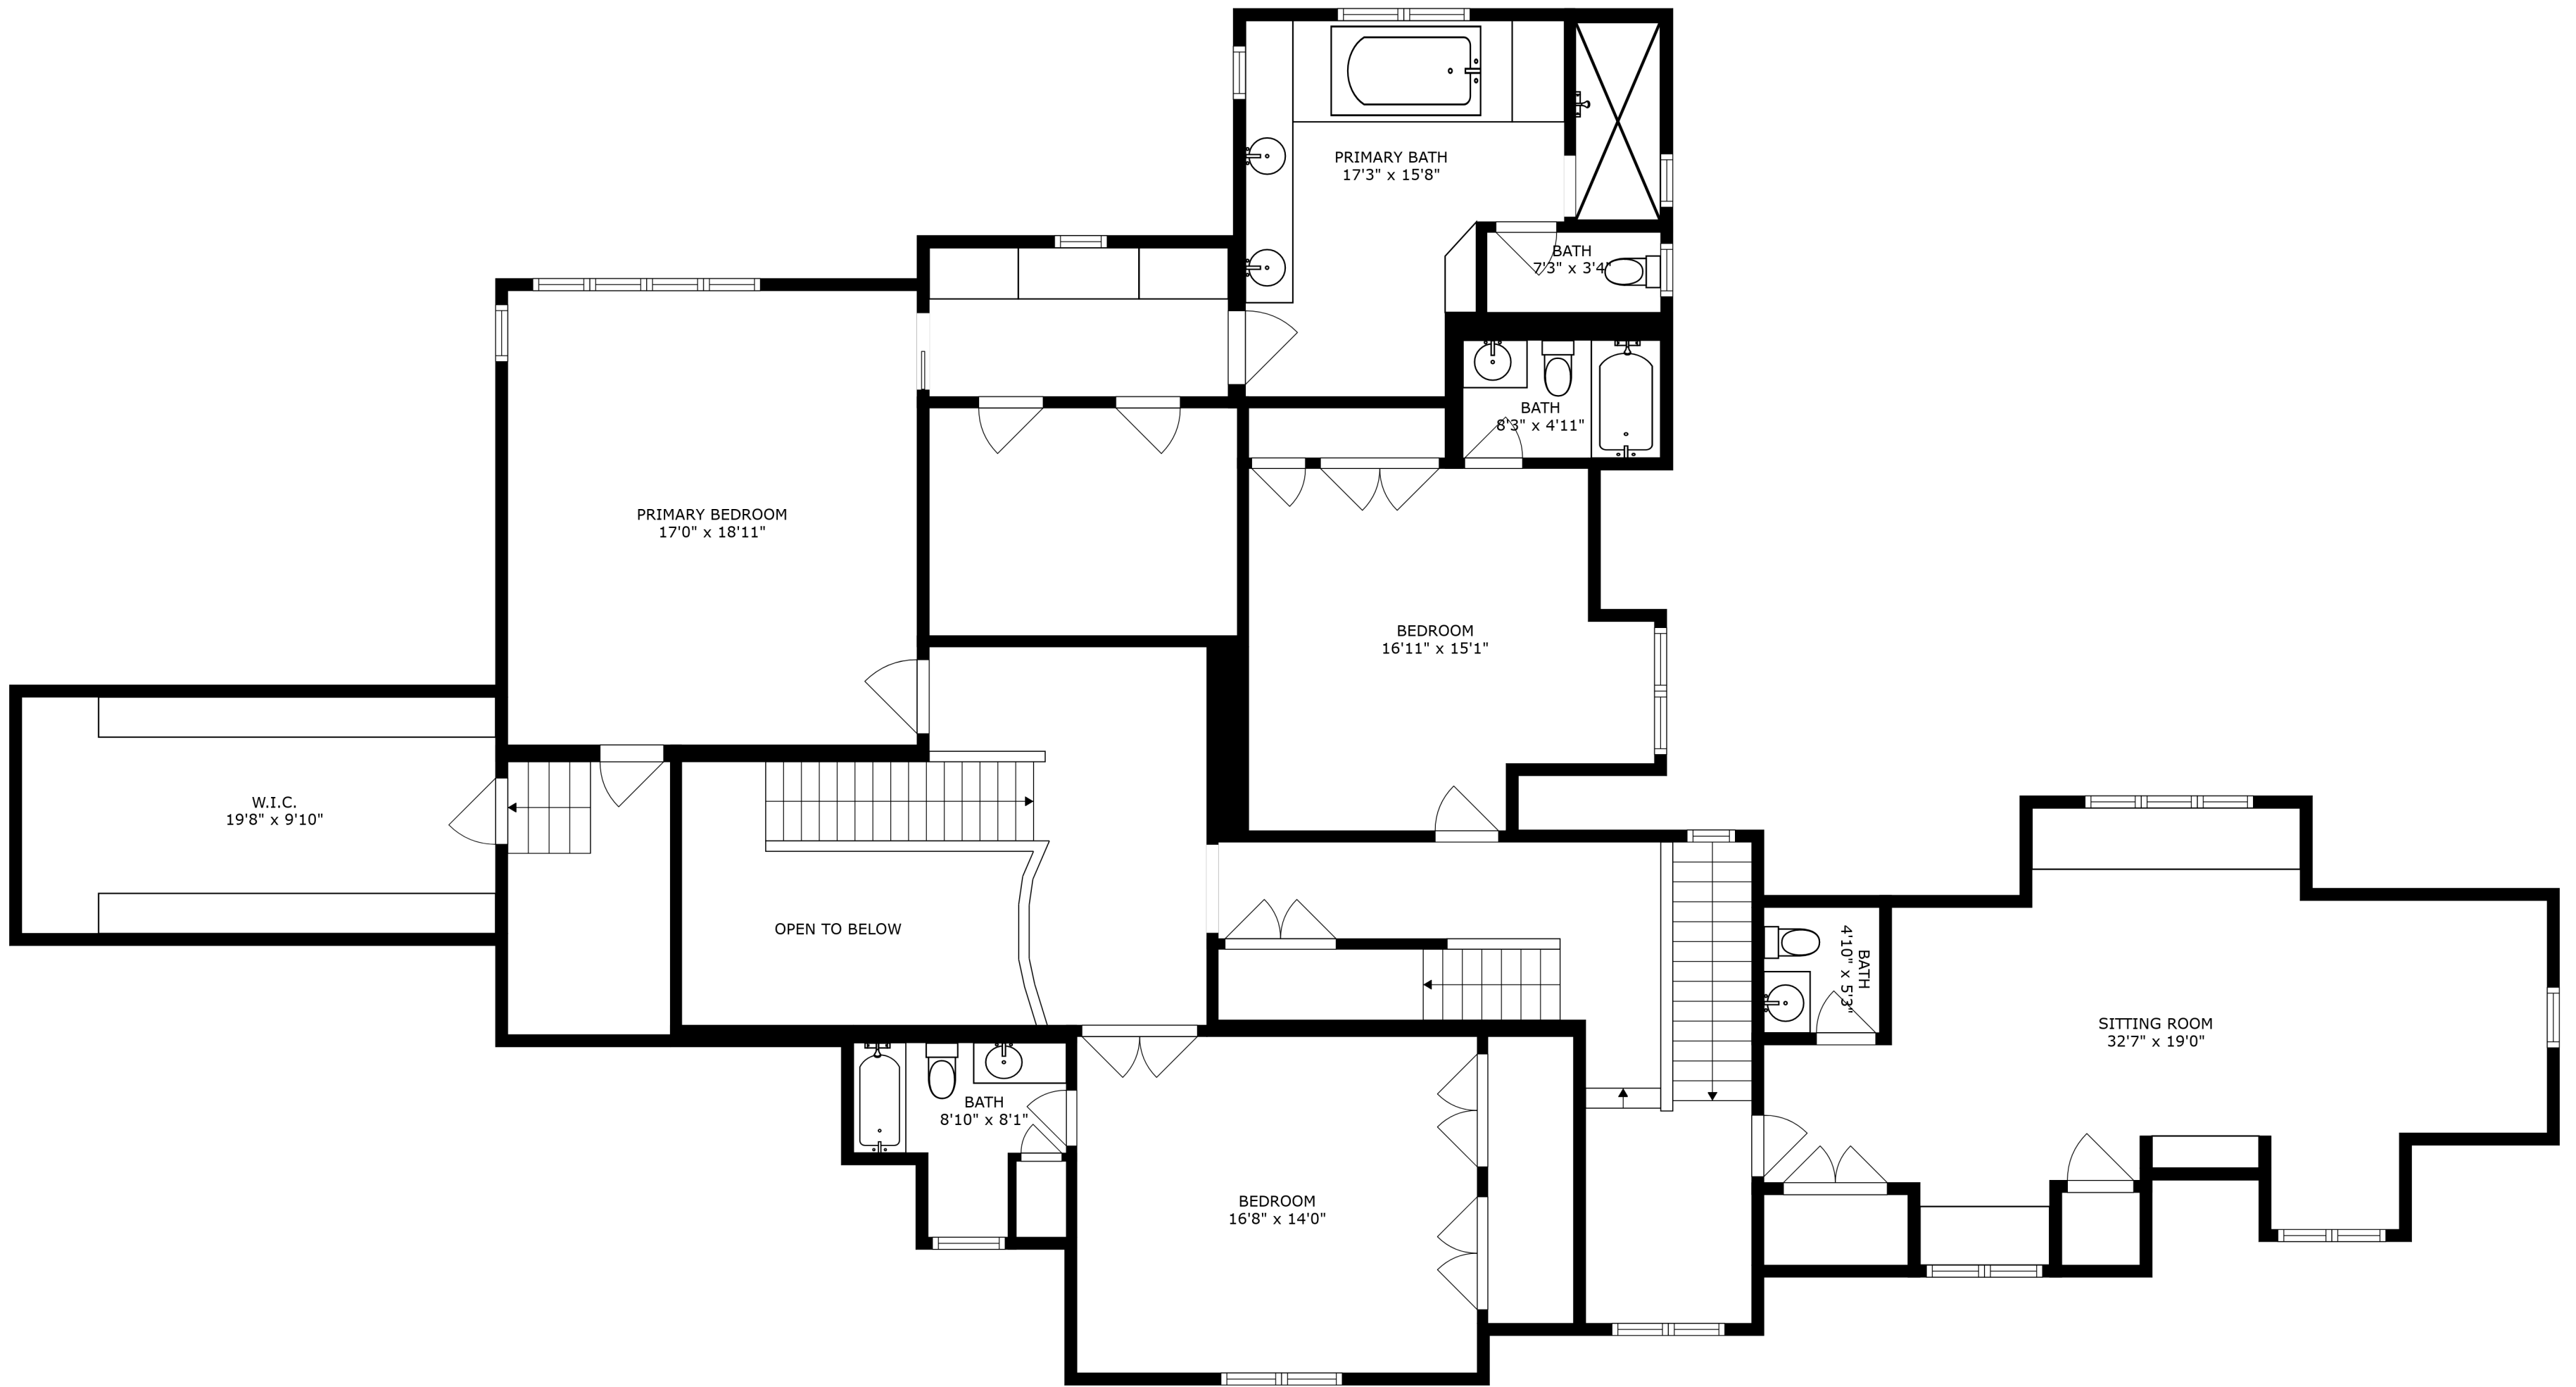 PRIMARY BATH
17'3" x 15'8"
BATH
7'3" x 3'4"
BATH
8'3" x 4'11"
PRIMARY BEDROOM
17'0" x 18'11"
BEDROOM
16'11" x 15'1"
W.I.C.
19'8" x 9'10"
OPEN TO BELOW
BATH
4'10" x 5'3"
SITTING ROOM
32'7" x 19'0"
BATH
8'10" x 8'1"
BEDROOM
16'8" x 14'0"